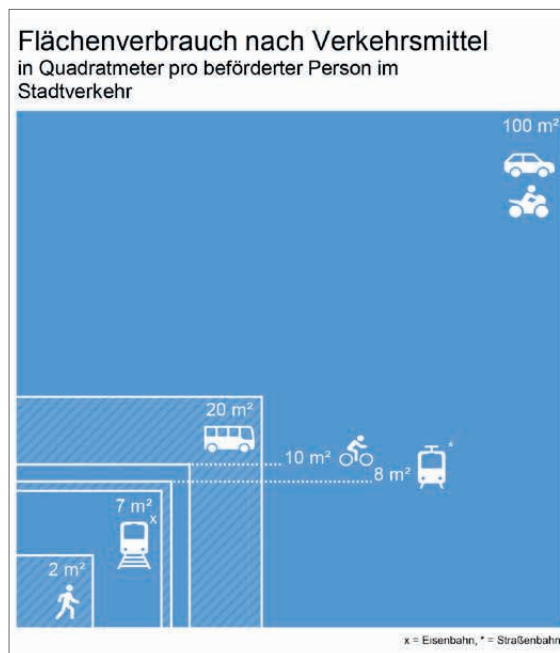 Flächenverbrauch nach Verkehrsmittel
in Quadratmeter pro beförderter Person im
Stadtverkehr
100 m²
20 m²
10 m²
*
8 m²
7 m²
x
2 m²
x = Eisenbahn, * = Straßenbahn